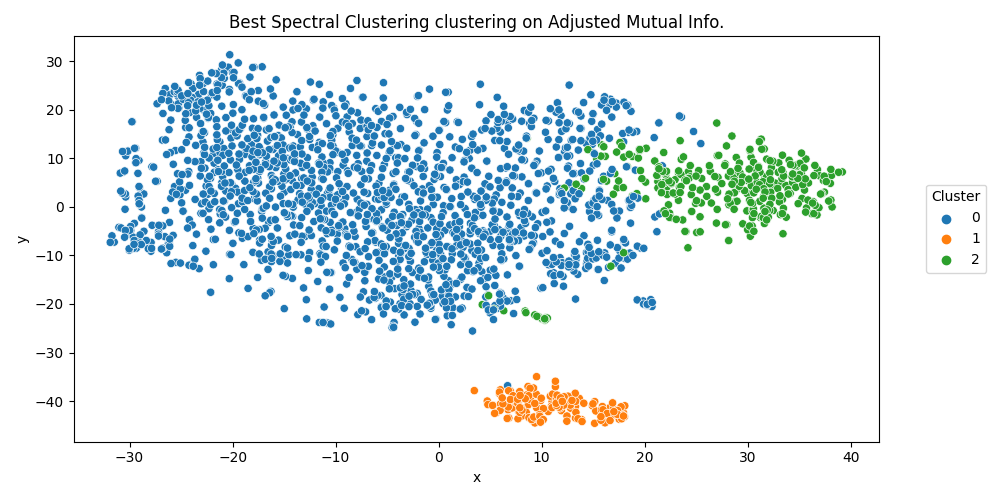 Best Spectral Clustering clustering on Adjusted Mutual Info.
30
20
10
0
−10
−20
−30
−40
y
−30 −20 −10 0 10 20 30 40
x
Cluster
0
1
2